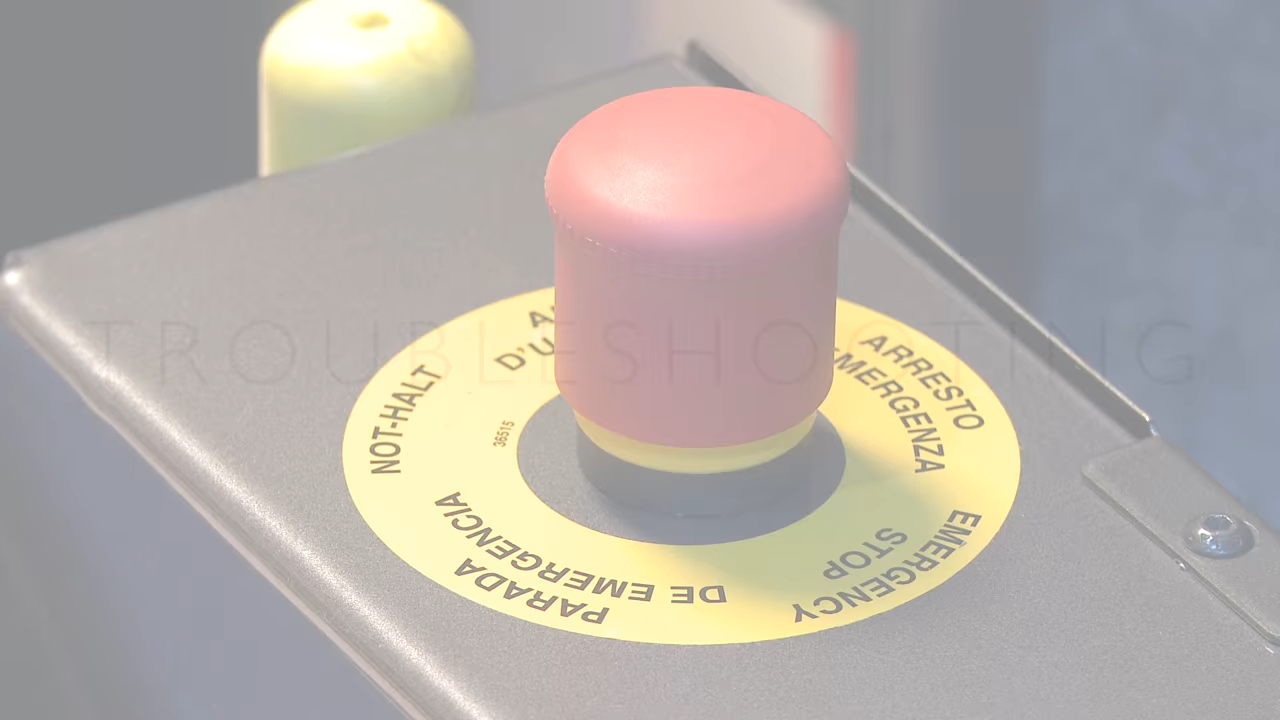 TROUBLESHOOTING
NOT-HALT
D'U
ARRESTO
EMERGENZA
36515
EMERGENCY
STOP
PARADA
DE EMERGENCIA